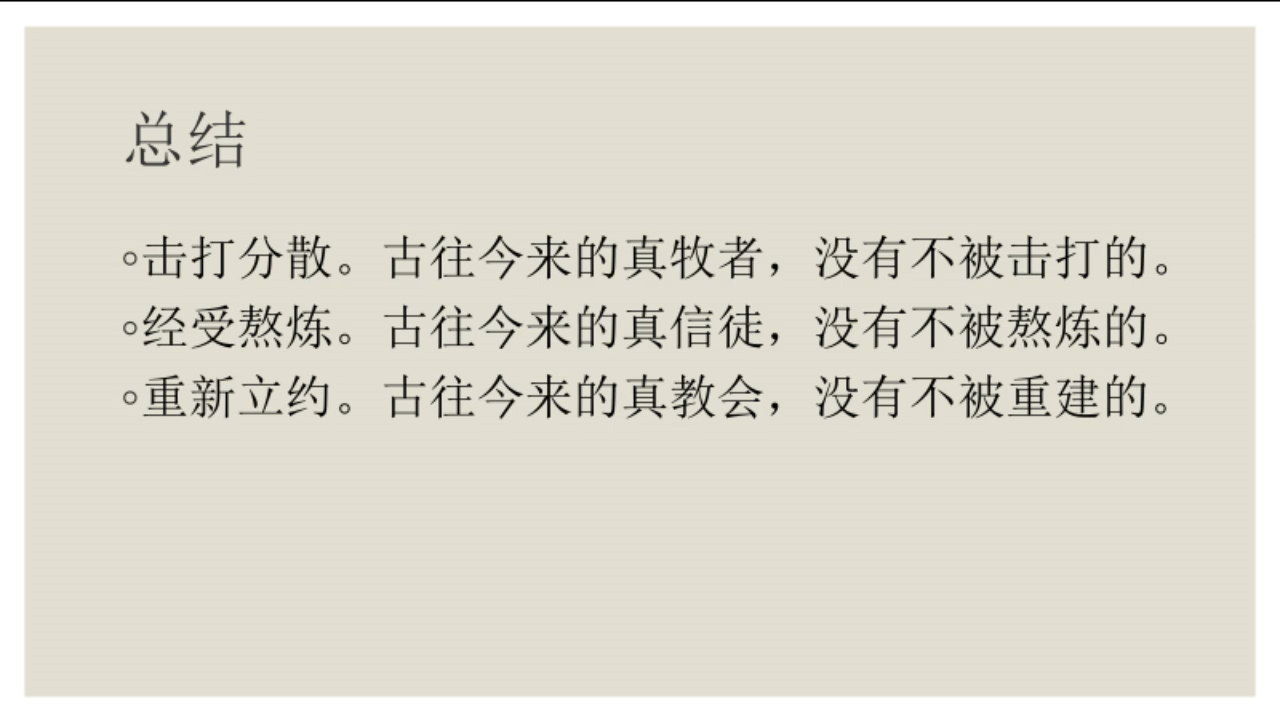 总结
◦击打分散。古往今来的真牧者，没有不被击打的。
◦经受熬炼。古往今来的真信徒，没有不被熬炼的。
◦重新立约。古往今来的真教会，没有不被重建的。